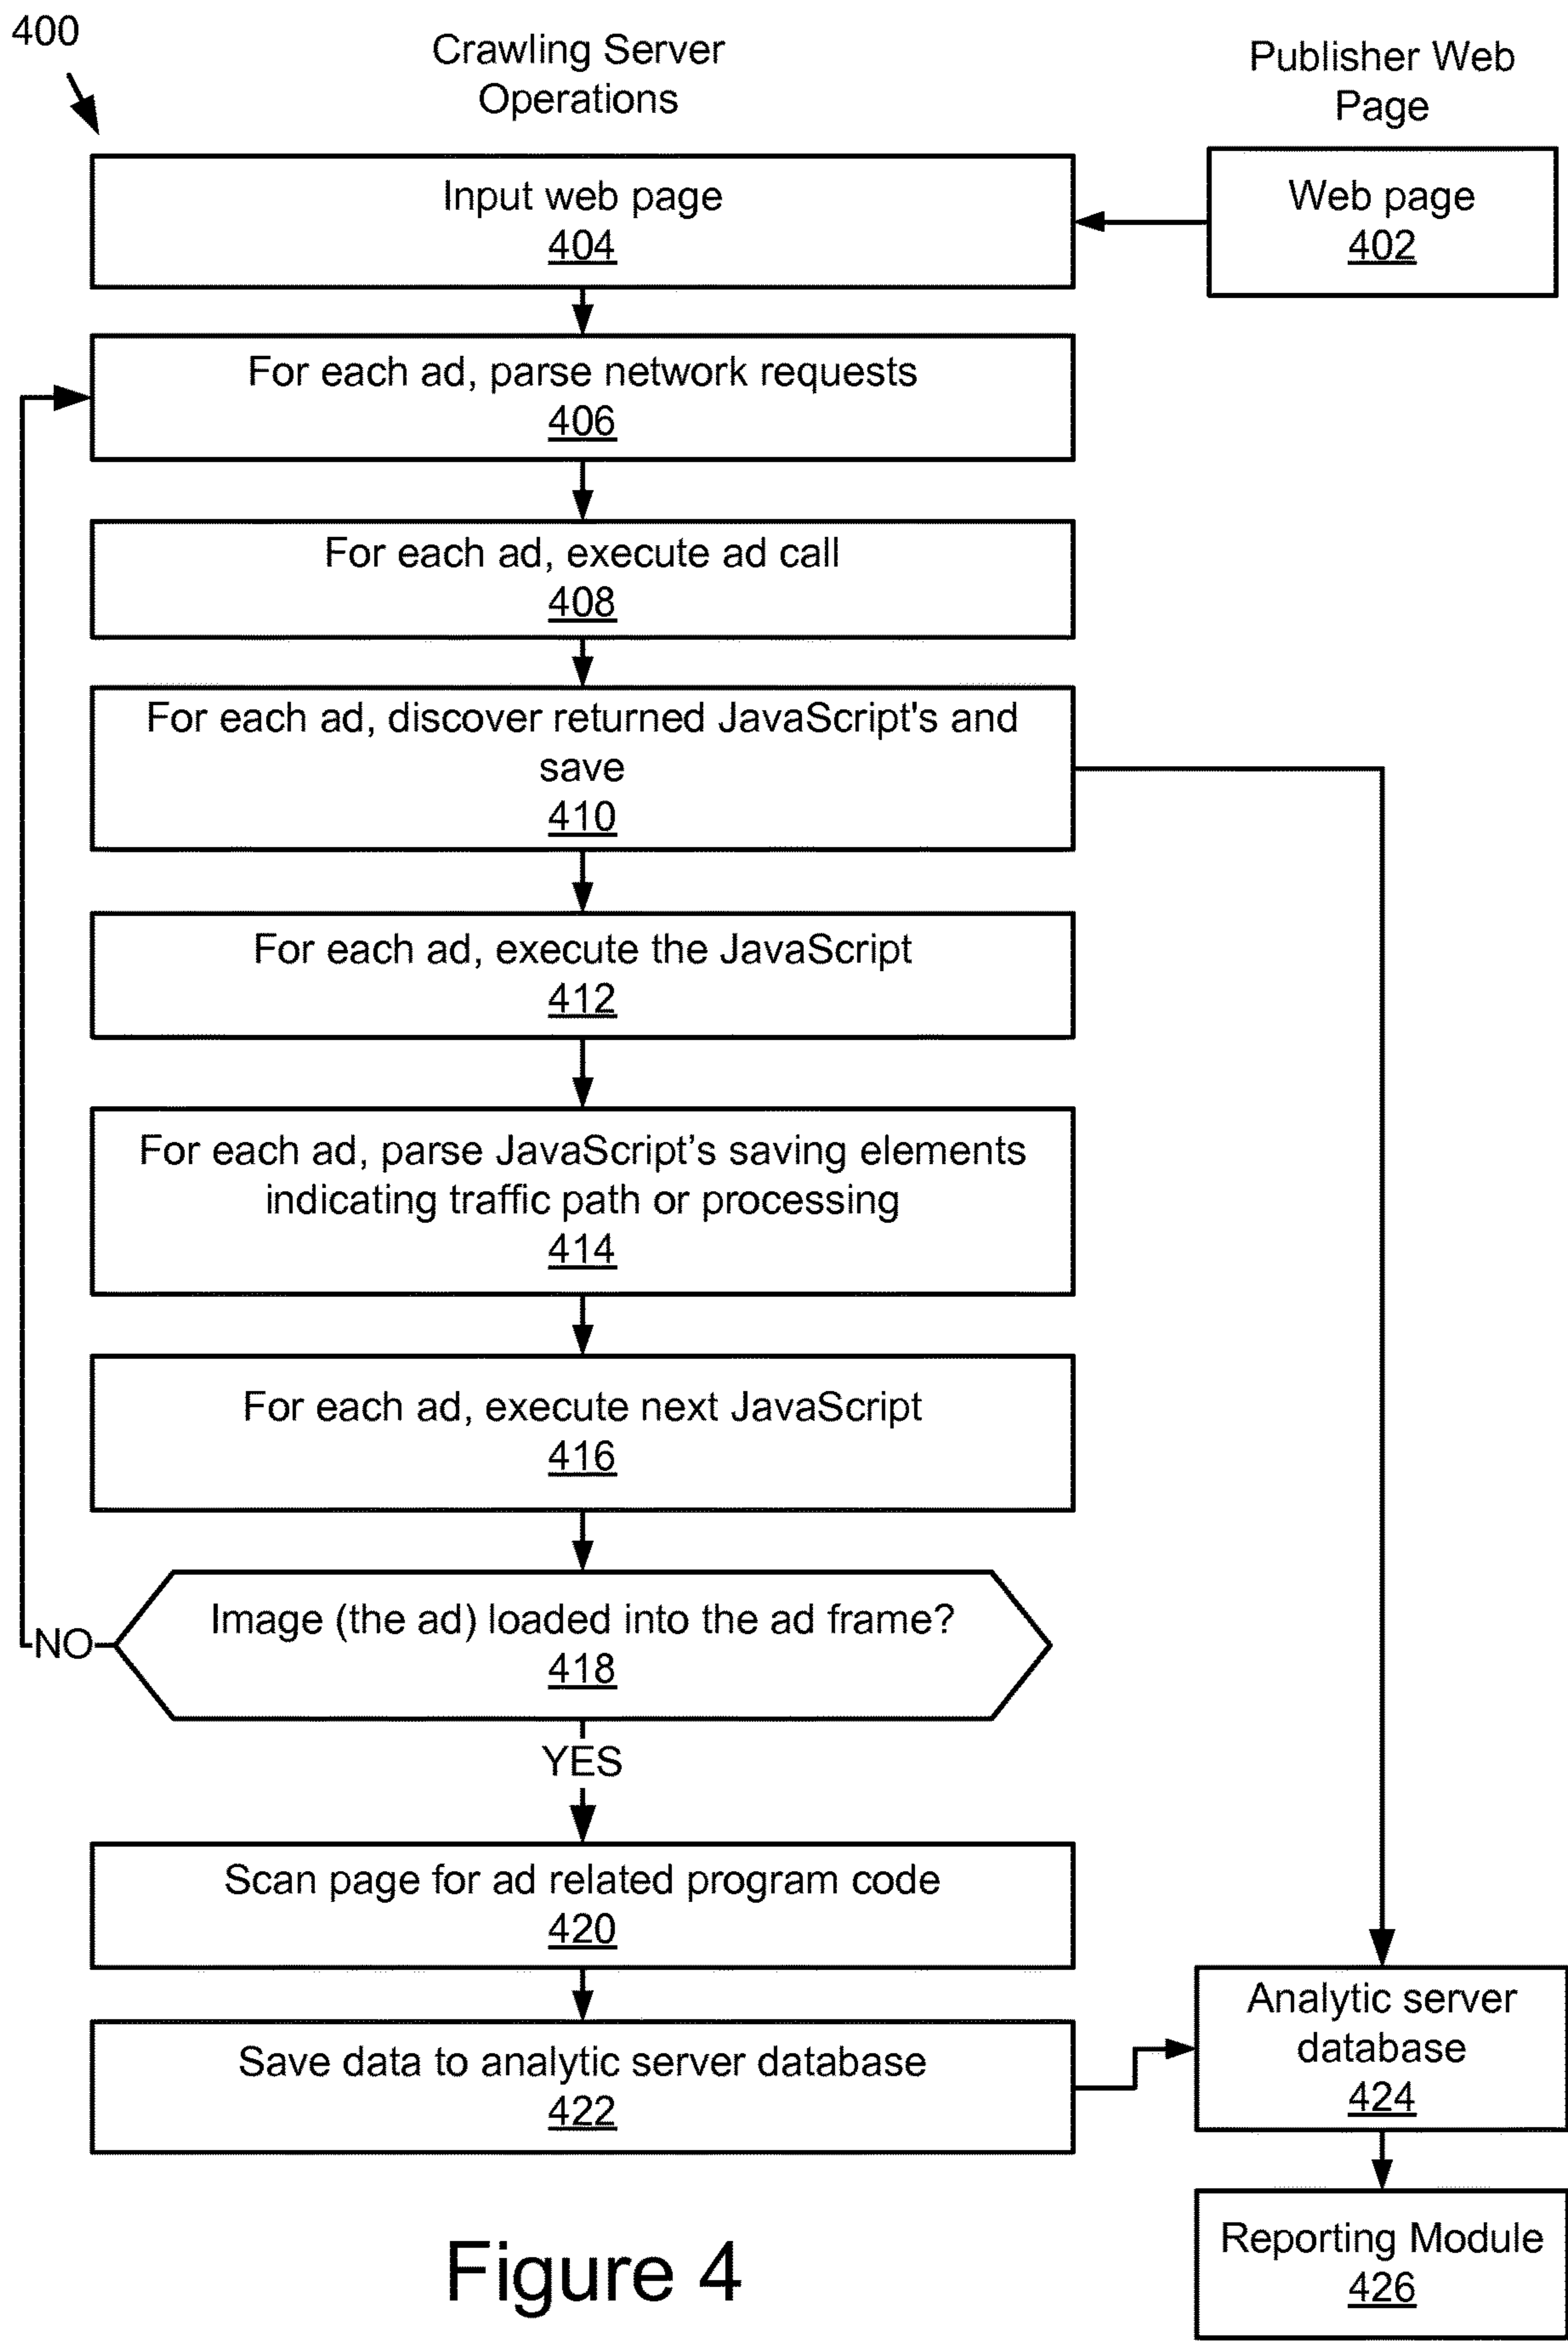 400
Crawling Server
Operations
Publisher Web
Page
Input web page
404
Web page
402
For each ad, parse network requests
406
For each ad, execute ad call
408
For each ad, discover returned JavaScript's and
save
410
For each ad, execute the JavaScript
412
For each ad, parse JavaScript’s saving elements
indicating traffic path or processing
414
For each ad, execute next JavaScript
416
Image (the ad) loaded into the ad frame?
418
NO
YES
Scan page for ad related program code
420
Save data to analytic server database
422
Analytic server
database
424
Reporting Module
426
Figure 4